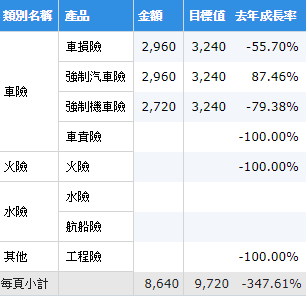 類別名稱 產品 金額 目標值 去年成長率
車險 車損險 2,960 3,240 -55.70%
強制汽車險 2,960 3,240 87.46%
強制機車險 2,720 3,240 -79.38%
車責險 -100.00%
火險 火險 -100.00%
水險 水險
航船險
其他 工程險 -100.00%
每頁小計 8,640 9,720 -347.61%